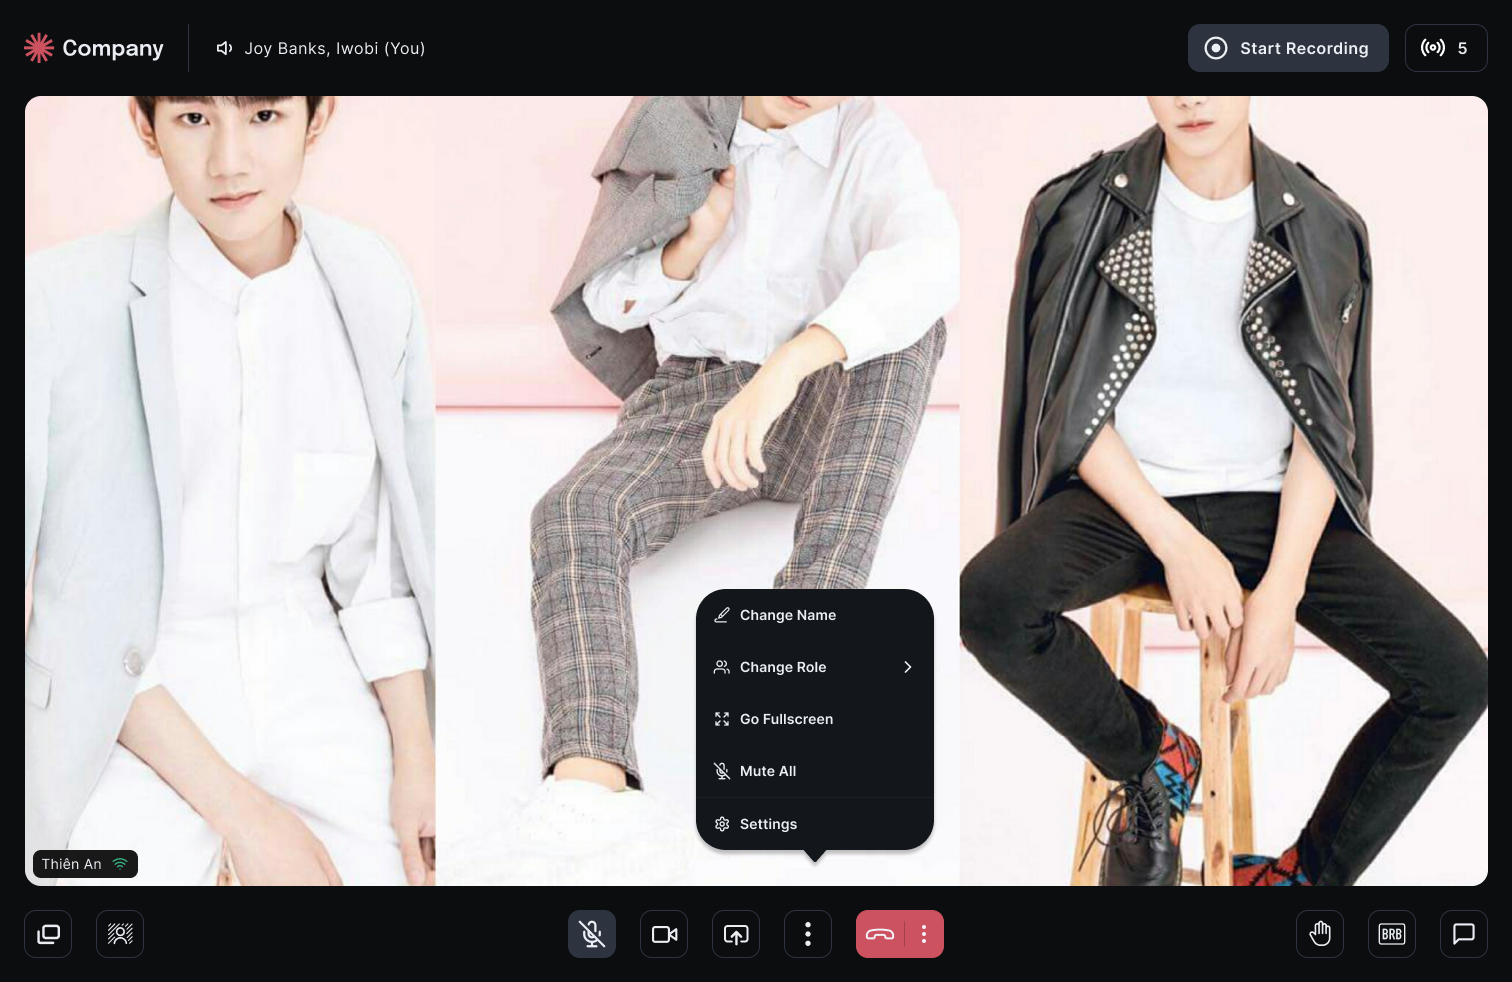 Company
Joy Banks, Iwobi (You)
Start Recording
5
Change Name
Change Role
Go Fullscreen
Mute All
Settings
Thiên An
BRB